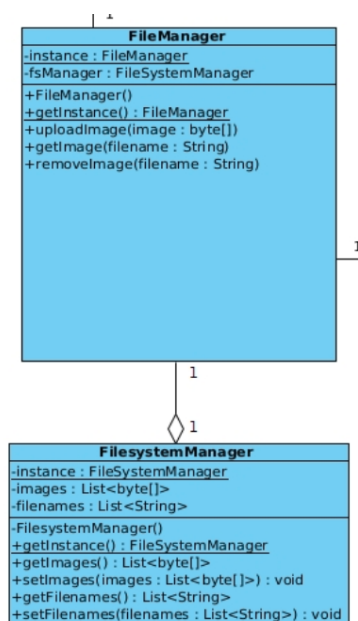 1
FileManager
-instance : FileManager
-fsManager : FileSystemManager
+FileManager()
+getInstance() : FileManager
+uploadImage(image : byte[])
+getImage(filename : String)
+removeImage(filename : String)
1
1
1
FilesystemManager
-instance : FileSystemManager
-images : List<byte[]>
-filenames : List<String>
-FilesystemManager()
+getInstance() : FileSystemManager
+getImages() : List<byte[]>
+setImages(images : List<byte[]>) : void
+getFilenames() : List<String>
+setFilenames(filenames : List<String>) : void